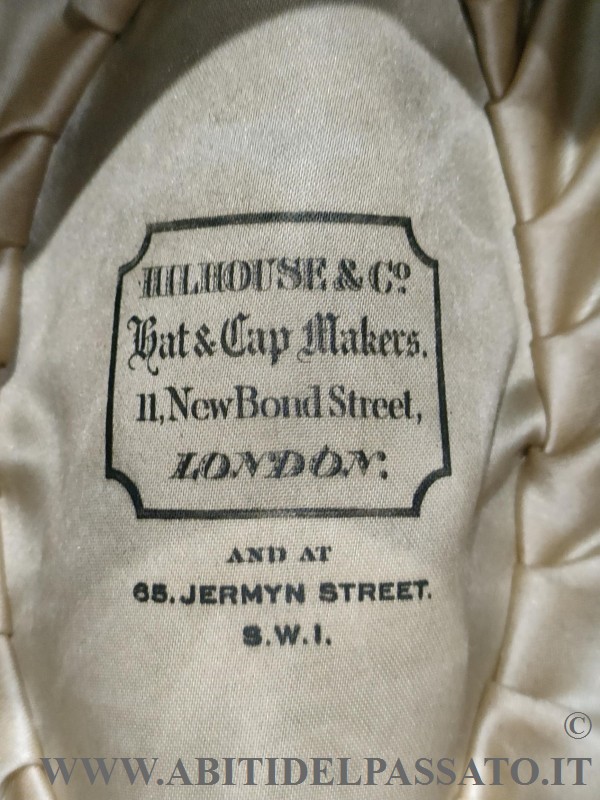 HILHOUSE & Co.
Hat & Cap Makers.
11, New Bond Street,
LONDON.
AND AT
65. JERMYN STREET.
S.W.1.
©
WWW.ABITIDELPASSATO.IT